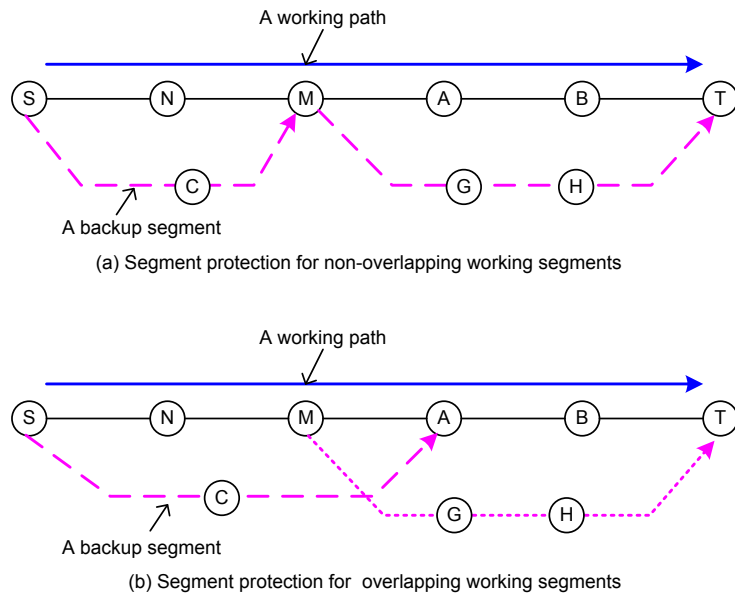 A working path
S N M A B T
C G H
A backup segment
(a) Segment protection for non-overlapping working segments
A working path
S N M A B T
C G H
A backup segment
(b) Segment protection for overlapping working segments